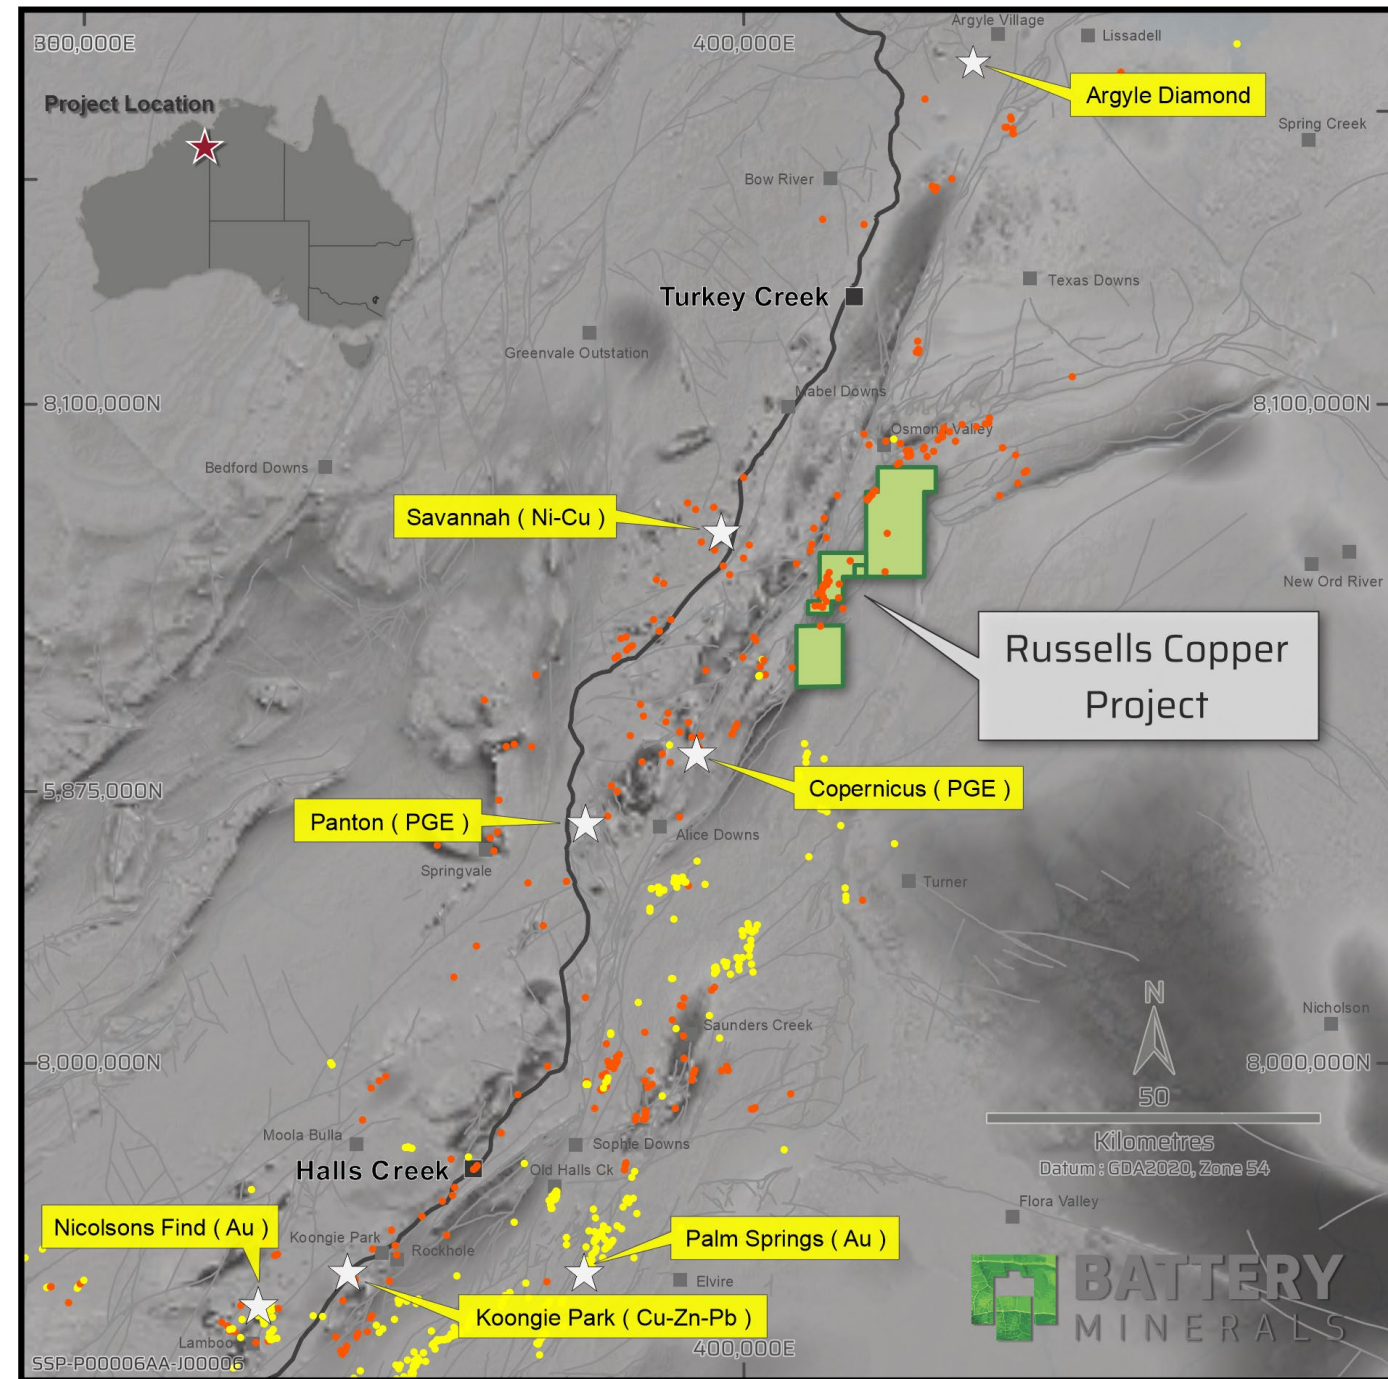 300,000E
400,000E
Argyle Village
Lissadell
Project Location
Argyle Diamond
Spring Creek
Bow River
Texas Downs
Turkey Creek
Greenvale Outstation
Mabel Downs
8,100,000N
8,100,000N
Osmond Valley
Bedford Downs
Savannah ( Ni-Cu )
New Ord River
Russells Copper
Project
5,875,000N
Copernicus ( PGE )
Panton ( PGE )
Alice Downs
Springvale
Turner
N
Nicholson
Saunders Creek
8,000,000N
8,000,000N
50
Kilometres
Datum : GDA2020, Zone 54
Moola Bulla
Sophie Downs
Halls Creek
Old Halls Ck
Flora Valley
Nicolsons Find ( Au )
Koongie Park
Rockhole
Palm Springs ( Au )
Elvire
Koongie Park ( Cu-Zn-Pb )
BATTERY
MINERALS
Lamboo
400,000E
SSP-P00006AA-J00006